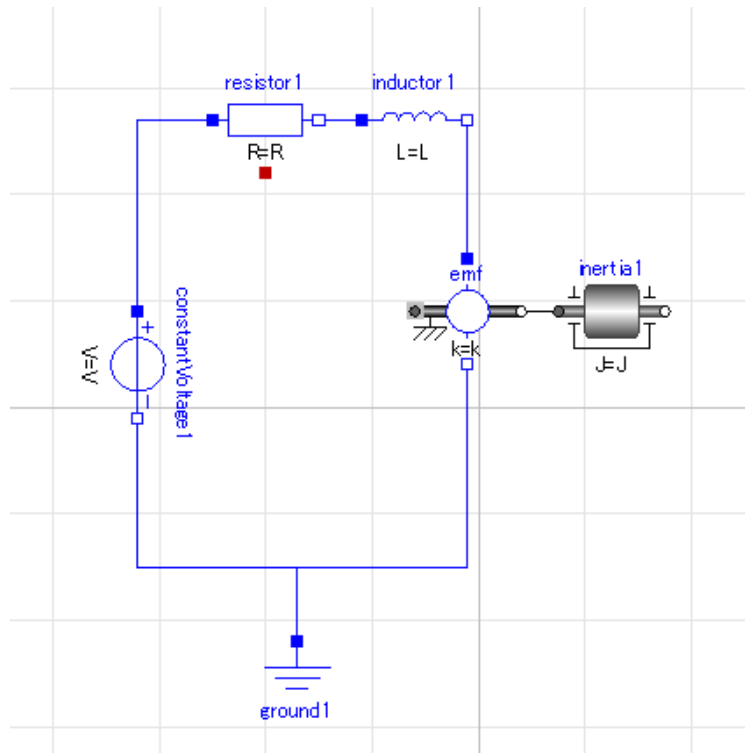 resistor1
inductor1
R=R
L=L
emf
inertia1
k=k
J=J
constantVoltage1
+
−
V=V
ground1